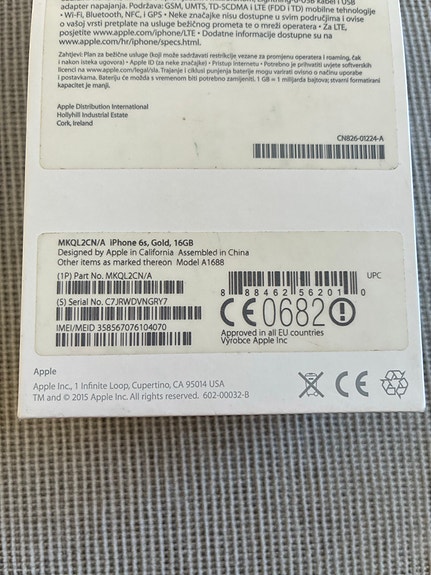 adapter napajanja. Podržava: GSM, UMTS, TD-SCDMA i LTE (FDD i TD) mobilne tehnologije
• Wi-Fi, Bluetooth, NFC, i GPS • Neke značajke nisu dostupne u svim područjima i ovise
o vašoj vrsti pretplate na usluge bežičnog prometa te o mreži operatera. • Za LTE,
posjetite www.apple.com/iphone/LTE • Dodatne informacije dostupne su na
www.apple.com/hr/iphone/specs.html.
Zahtjevi: Plan za bežične usluge (koji može sadržavati restrikcije vezane za promjenu operatera i roaming, čak
i nakon isteka ugovora) • Apple ID (za neke značajke) • Pristup Internetu • Potrebno je prihvatiti uvjete softverskih
licenci na www.apple.com/legal/sla. Trajanje i ciklusi punjenja baterije mogu varirati ovisno o načinu uporabe
i postavkama. Bateriju će možda s vremenom biti potrebno zamijeniti. 1 GB = 1 milijarda bajtova; stvarni formatirani
kapacitet je manji.
Apple Distribution International
Hollyhill Industrial Estate
Cork, Ireland
CN826-01224-A
MKQL2CN/A iPhone 6s, Gold, 16GB
Designed by Apple in California Assembled in China
Other items as marked thereon Model A1688
(1P) Part No. MKQL2CN/A
UPC
8 88462 56201 0
(S) Serial No. C7JRWDVNGRY7
CE0682
IMEI/MEID 358567076104070
Approved in all EU countries
Výrobce Apple Inc
Apple
Apple Inc., 1 Infinite Loop, Cupertino, CA 95014 USA
TM and © 2015 Apple Inc. All rights reserved. 602-00032-B
CE